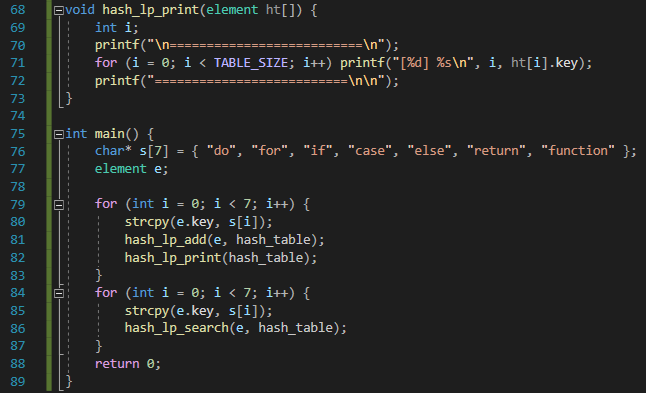 68 void hash_lp_print(element ht[]) {
69 int i;
70 printf("\n==========================\n");
71 for (i = 0; i < TABLE_SIZE; i++) printf("[%d] %s\n", i, ht[i].key);
72 printf("==========================\n\n");
73 }
74
75 int main() {
76 char* s[7] = { "do", "for", "if", "case", "else", "return", "function" };
77 element e;
78
79 for (int i = 0; i < 7; i++) {
80 strcpy(e.key, s[i]);
81 hash_lp_add(e, hash_table);
82 hash_lp_print(hash_table);
83 }
84 for (int i = 0; i < 7; i++) {
85 strcpy(e.key, s[i]);
86 hash_lp_search(e, hash_table);
87 }
88 return 0;
89 }